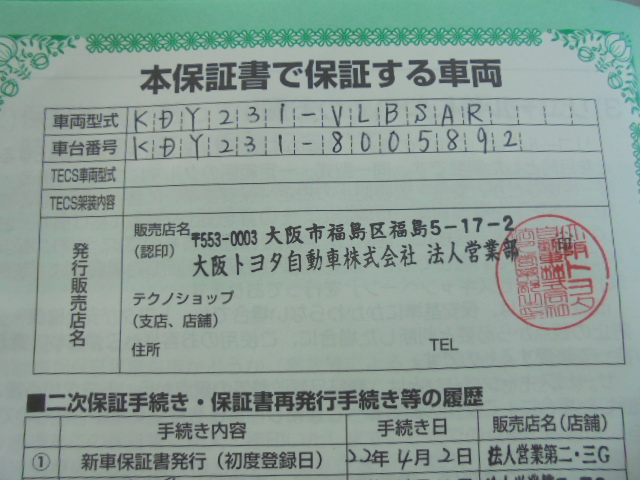 本保証書で保証する車両
車両型式 KDY231-VLBSAR
車台番号 KDY231-8005892
TECS車両型式
TECS架装内容
発行販売店名
販売店名 〒553-0003 大阪市福島区福島5-17-2
(認印) 大阪トヨタ自動車株式会社 法人営業部
テクノショップ
(支店、店舗)
住所 TEL
■二次保証手続き・保証書再発行手続き等の履歴
手続き内容 手続き日 販売店名(店舗)
① 新車保証書発行(初度登録日) 22年4月2日 法人営業第二・三G